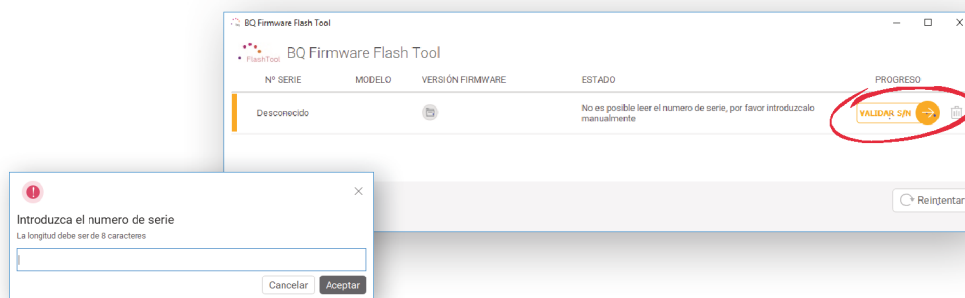 BQ Firmware Flash Tool
FlashTool BQ Firmware Flash Tool
Nº SERIE MODELO VERSIÓN FIRMWARE ESTADO PROGRESO
Desconocido No es posible leer el numero de serie, por favor introduzcalo VALIDAR S/N
manualmente
Reintentar
Introduzca el numero de serie
La longitud debe ser de 8 caracteres
Cancelar Aceptar